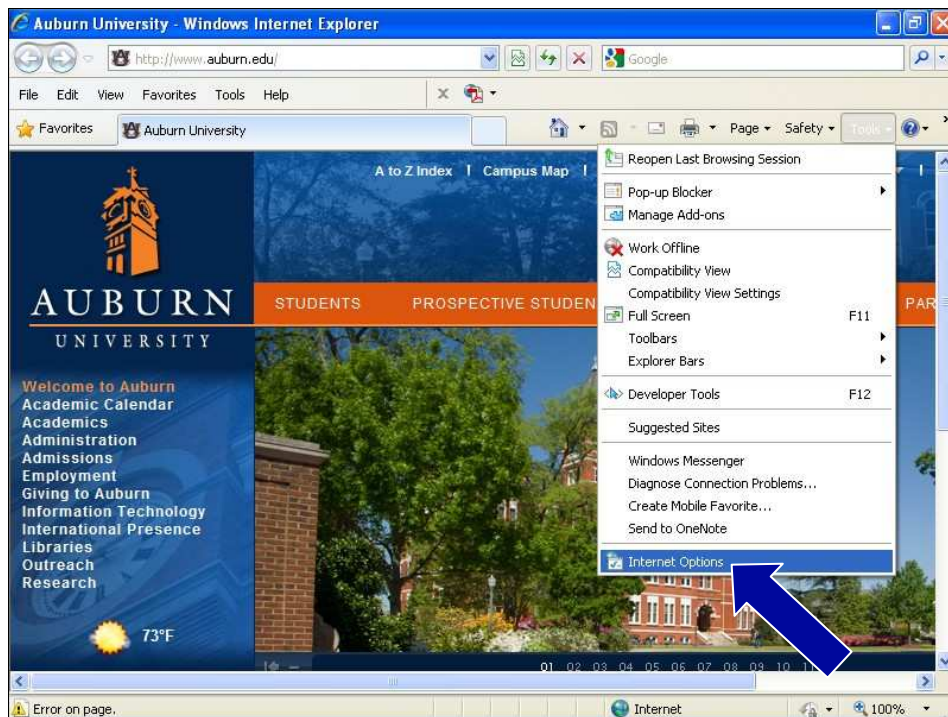 Auburn University - Windows Internet Explorer
http://www.auburn.edu/
Google
File Edit View Favorites Tools Help
Favorites Auburn University
Page Safety Tools
A to Z Index | Campus Map |
Reopen Last Browsing Session
Pop-up Blocker
Manage Add-ons
Work Offline
Compatibility View
Compatibility View Settings
Full Screen F11
Toolbars
Explorer Bars
Developer Tools F12
Suggested Sites
Windows Messenger
Diagnose Connection Problems...
Create Mobile Favorite...
Send to OneNote
Internet Options
AUBURN
UNIVERSITY
STUDENTS PROSPECTIVE STUDEN PAR
Welcome to Auburn
Academic Calendar
Academics
Administration
Admissions
Employment
Giving to Auburn
Information Technology
International Presence
Libraries
Outreach
Research
73°F
01 02 03 04 05 06 07 08 09 10 11
Error on page.
Internet
100%